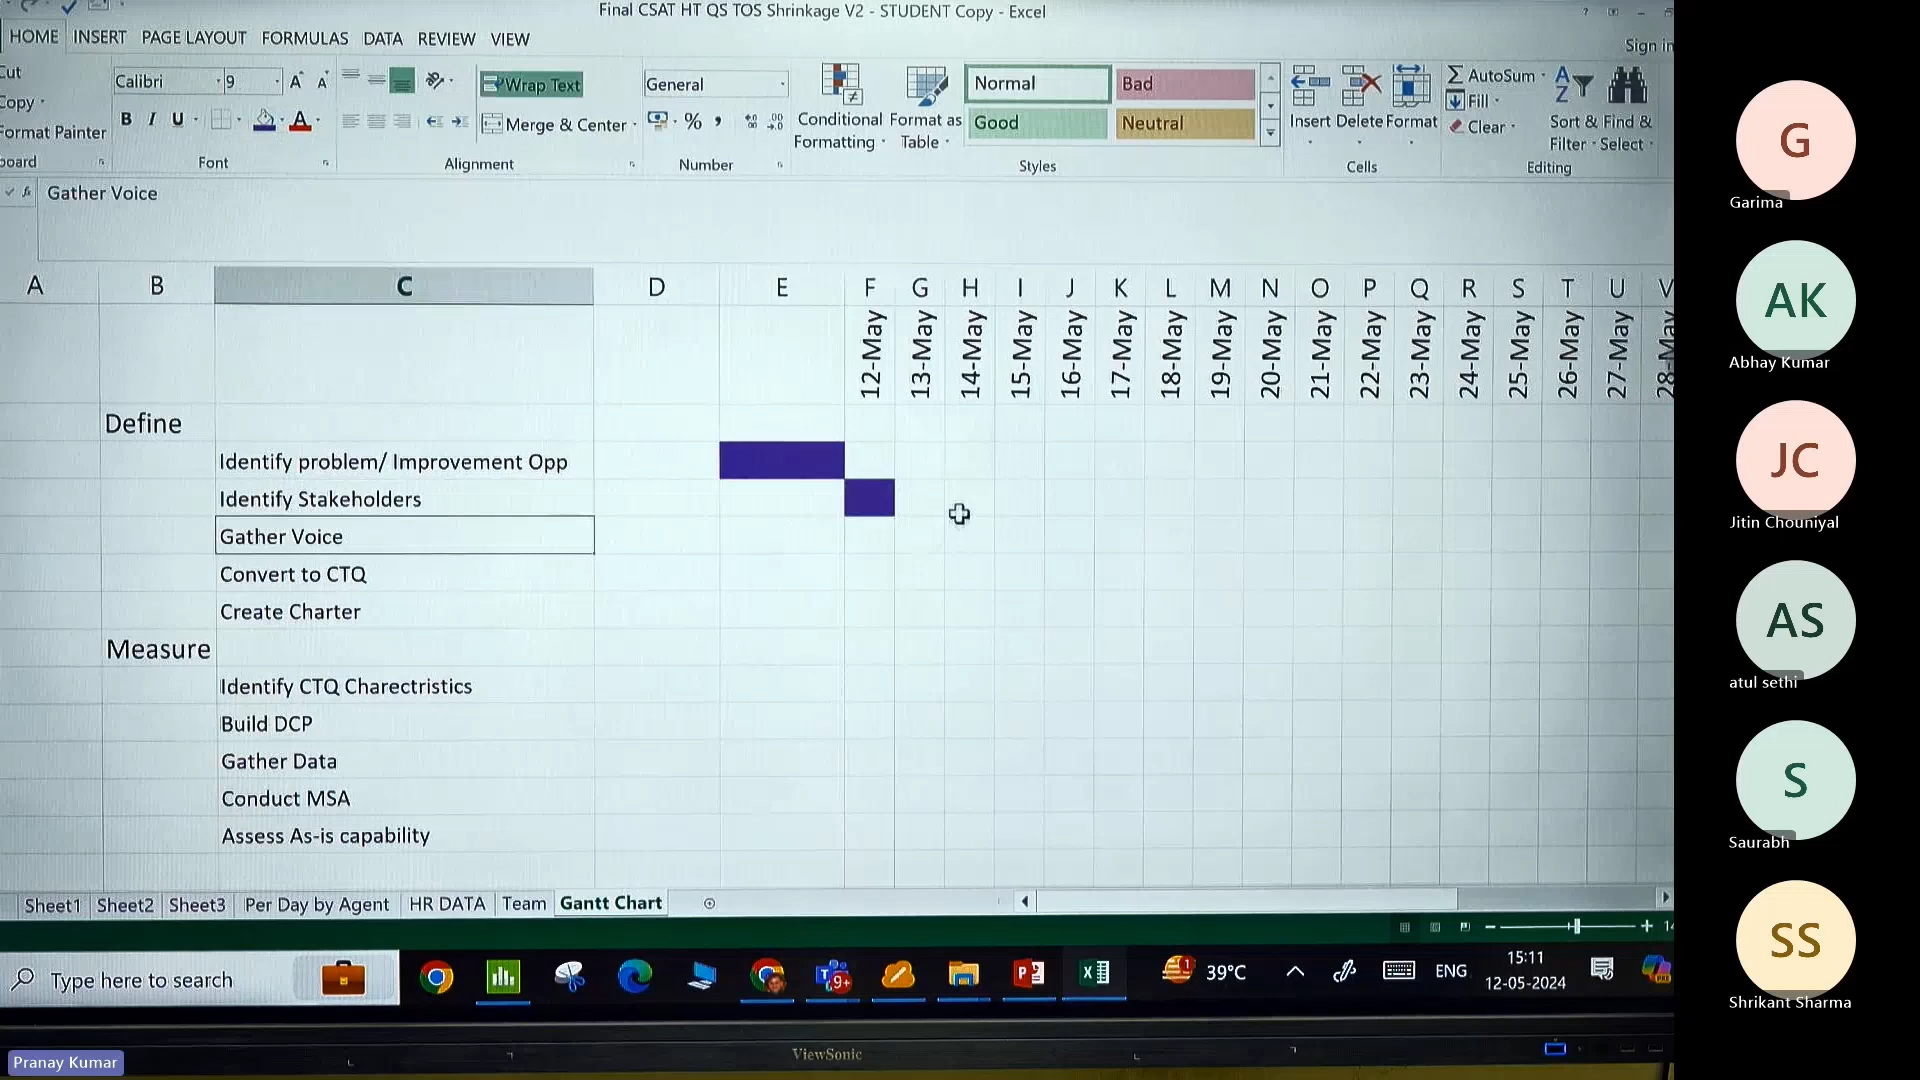 Final CSAT HT QS TOS Shrinkage V2 - STUDENT Copy - Excel
HOME INSERT PAGE LAYOUT FORMULAS DATA REVIEW VIEW
Sign in
Cut
Copy
Format Painter
board
Calibri 9
B I U
Font
Wrap Text
Merge & Center
Alignment
General
Number
Conditional Formatting
Format as Table
Normal Bad
Good Neutral
Styles
Insert Delete Format
Cells
AutoSum
Fill
Clear
Sort & Filter
Find & Select
Editing
Gather Voice
A B C D E F G H I J K L M N O P Q R S T U V
12-May 13-May 14-May 15-May 16-May 17-May 18-May 19-May 20-May 21-May 22-May 23-May 24-May 25-May 26-May 27-May 28-May
Define
Identify problem/ Improvement Opp
Identify Stakeholders
Gather Voice
Convert to CTQ
Create Charter
Measure
Identify CTQ Charectristics
Build DCP
Gather Data
Conduct MSA
Assess As-is capability
Sheet1 Sheet2 Sheet3 Per Day by Agent HR DATA Team Gantt Chart
Type here to search
9+
1
39°C
ENG
15:11
12-05-2024
ViewSonic
Pranay Kumar
G
Garima
AK
Abhay Kumar
JC
Jitin Chouniyal
AS
atul sethi
S
Saurabh
SS
Shrikant Sharma